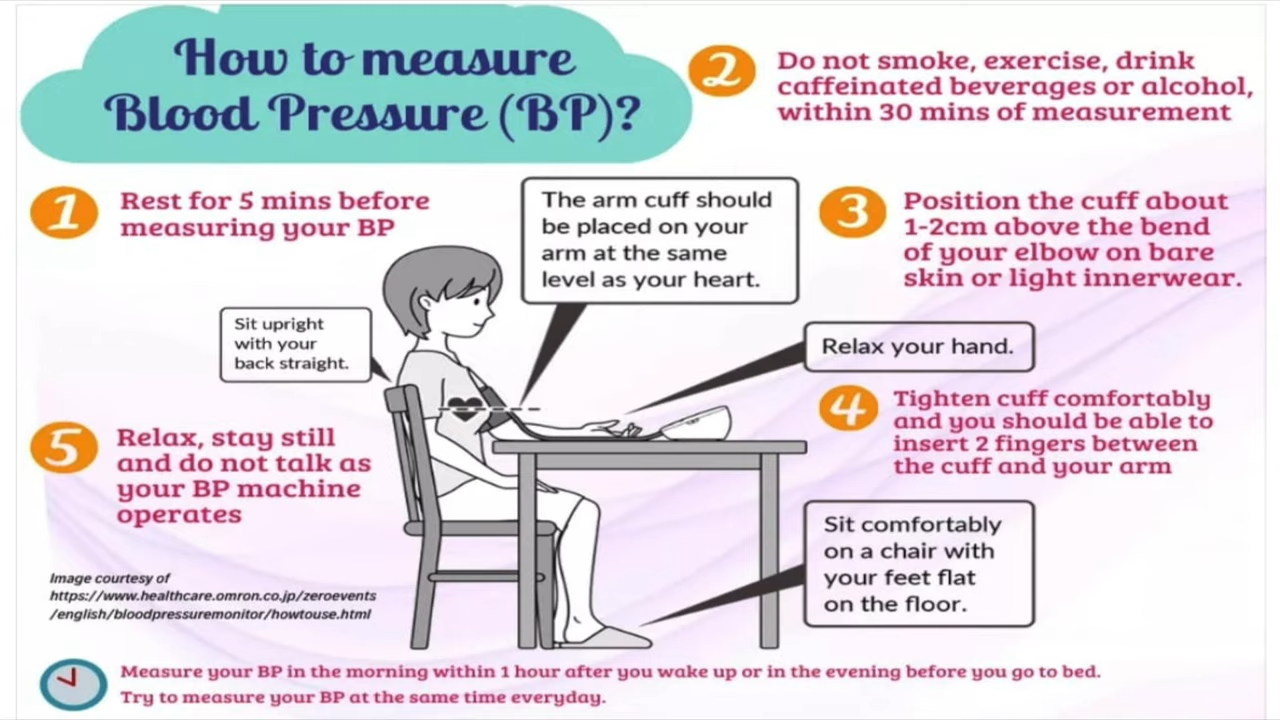 How to measure
Blood Pressure (BP)?
1
Rest for 5 mins before
measuring your BP
2
Do not smoke, exercise, drink
caffeinated beverages or alcohol,
within 30 mins of measurement
3
Position the cuff about
1-2cm above the bend
of your elbow on bare
skin or light innerwear.
The arm cuff should
be placed on your
arm at the same
level as your heart.
Sit upright
with your
back straight.
Relax your hand.
4
Tighten cuff comfortably
and you should be able to
insert 2 fingers between
the cuff and your arm
5
Relax, stay still
and do not talk as
your BP machine
operates
Sit comfortably
on a chair with
your feet flat
on the floor.
Image courtesy of
https://www.healthcare.omron.co.jp/zeroevents
/english/bloodpressuremonitor/howtouse.html
Measure your BP in the morning within 1 hour after you wake up or in the evening before you go to bed.
Try to measure your BP at the same time everyday.